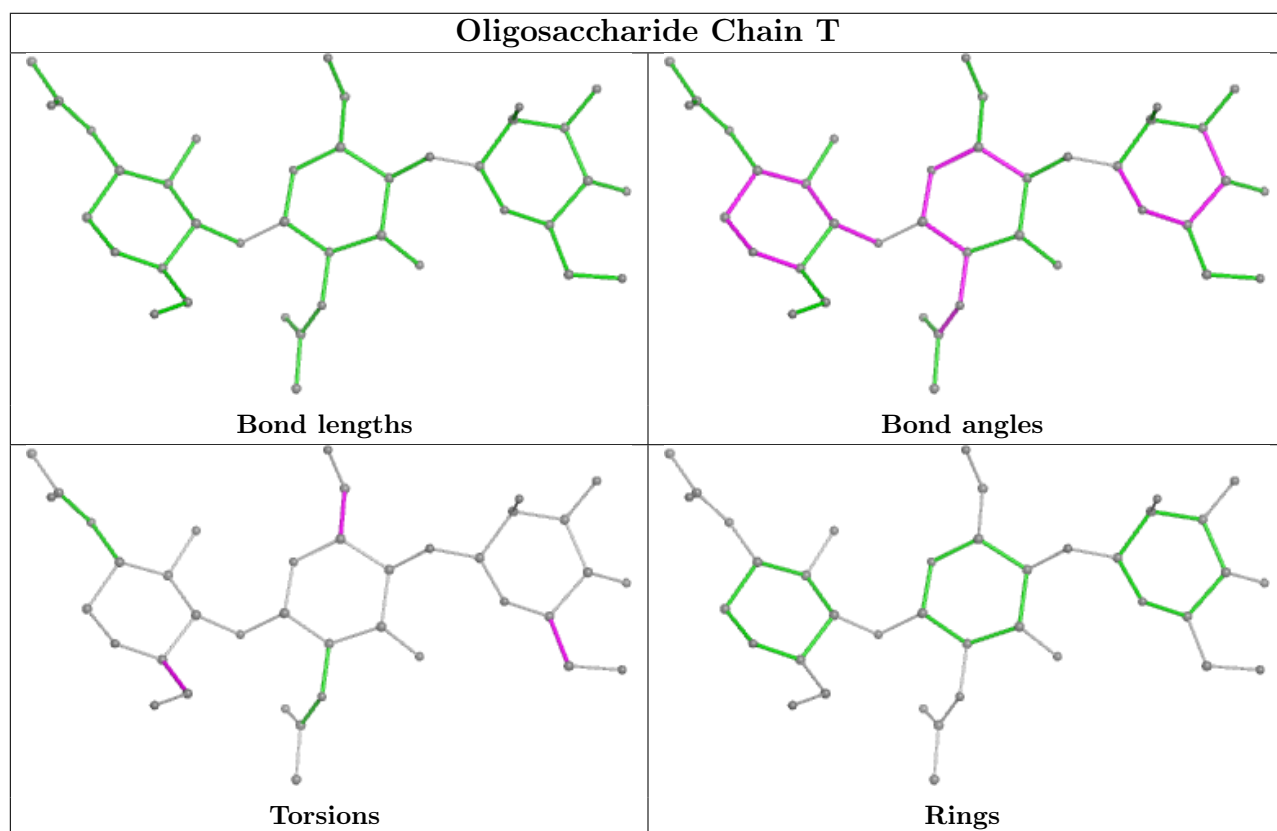 Oligosaccharide Chain T
Bond lengths
Bond angles
Torsions
Rings